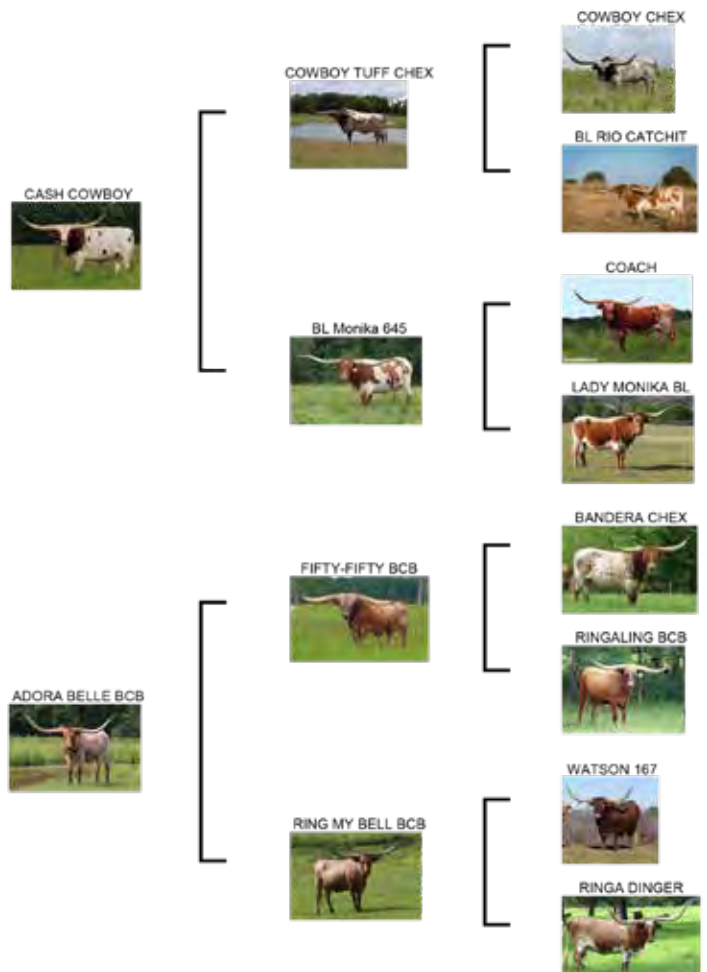 COWBOY CHEX
COWBOY TUFF CHEX
BL RIO CATCHIT
CASH COWBOY
COACH
BL Monika 645
LADY MONIKA BL
BANDERA CHEX
FIFTY-FIFTY BCB
RINGALING BCB
ADORA BELLE BCB
WATSON 167
RING MY BELL BCB
RINGA DINGER